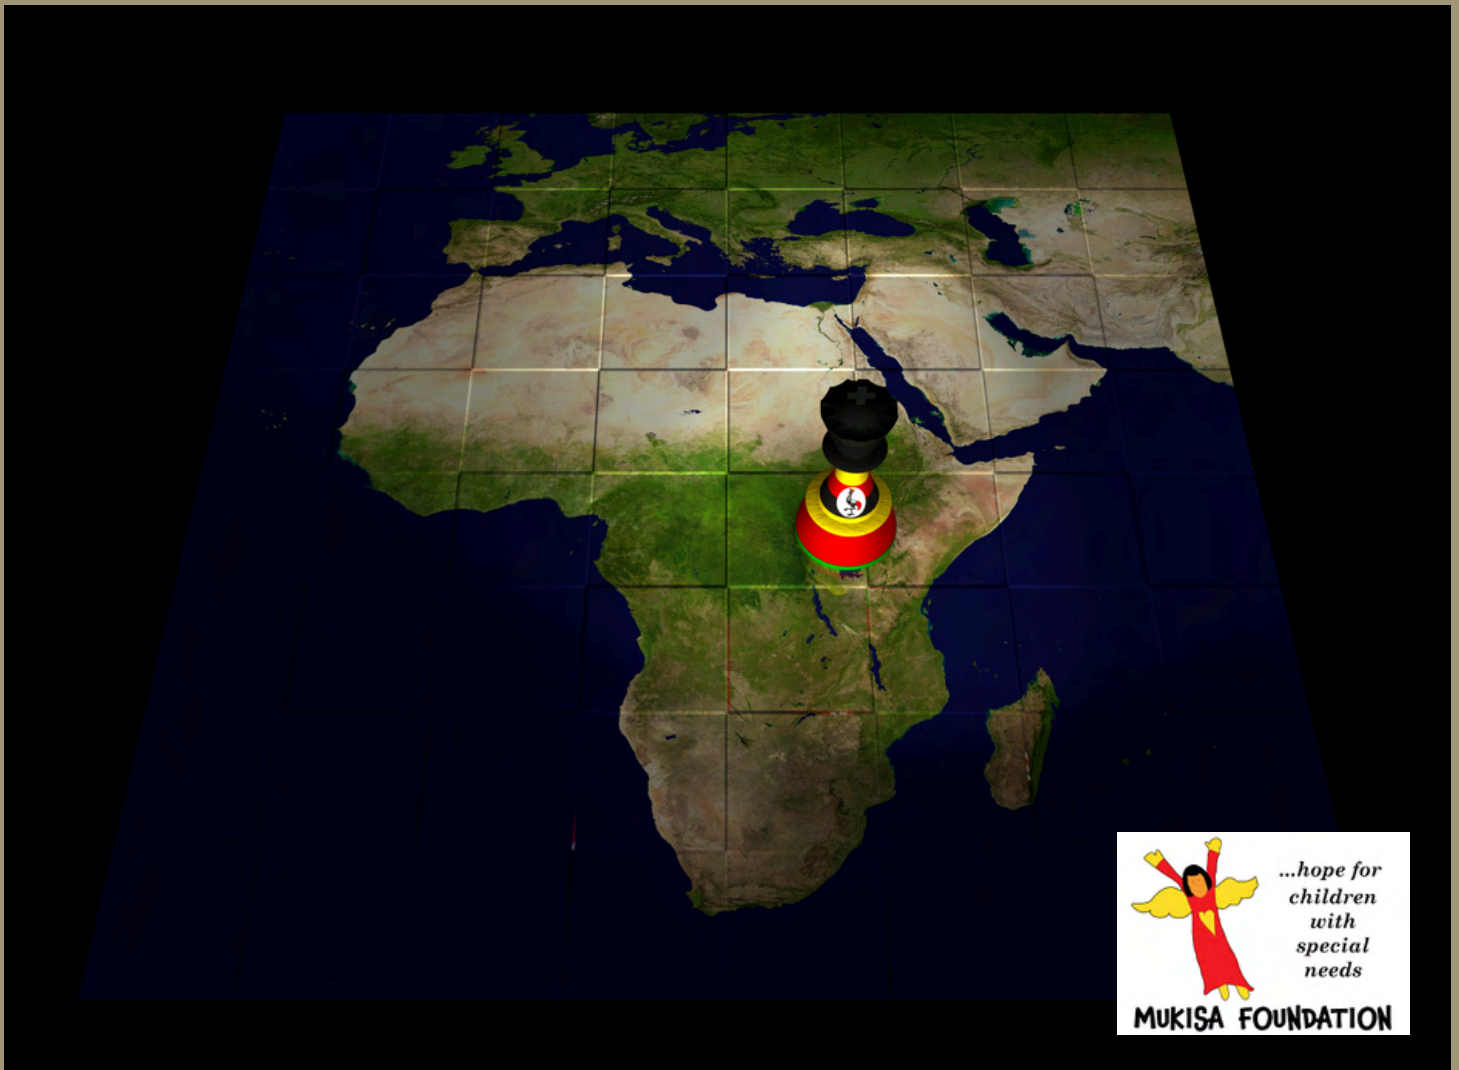 ...hope for
children
with
special
needs
MUKISA FOUNDATION